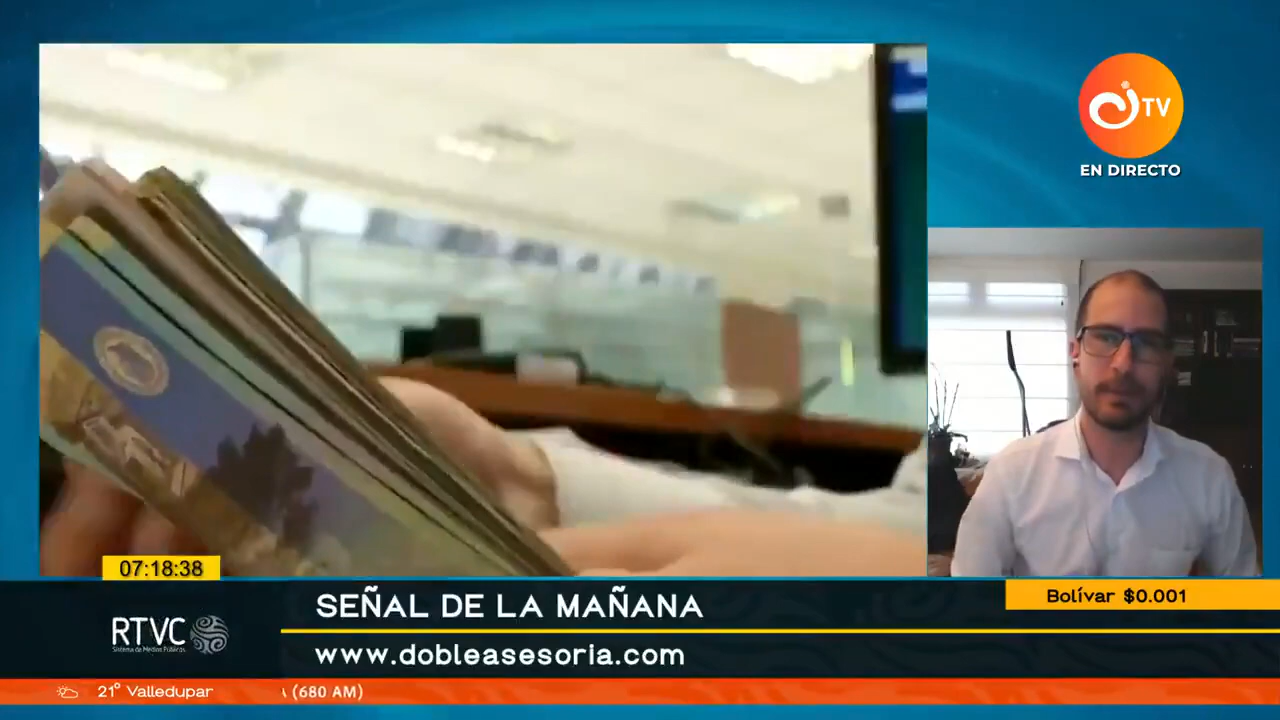 TV
EN DIRECTO
07:18:38
SEÑAL DE LA MAÑANA
Bolívar $0.001
RTVC
Sistema de Medios Públicos
www.dobleasesoria.com
21° Valledupar
(680 AM)